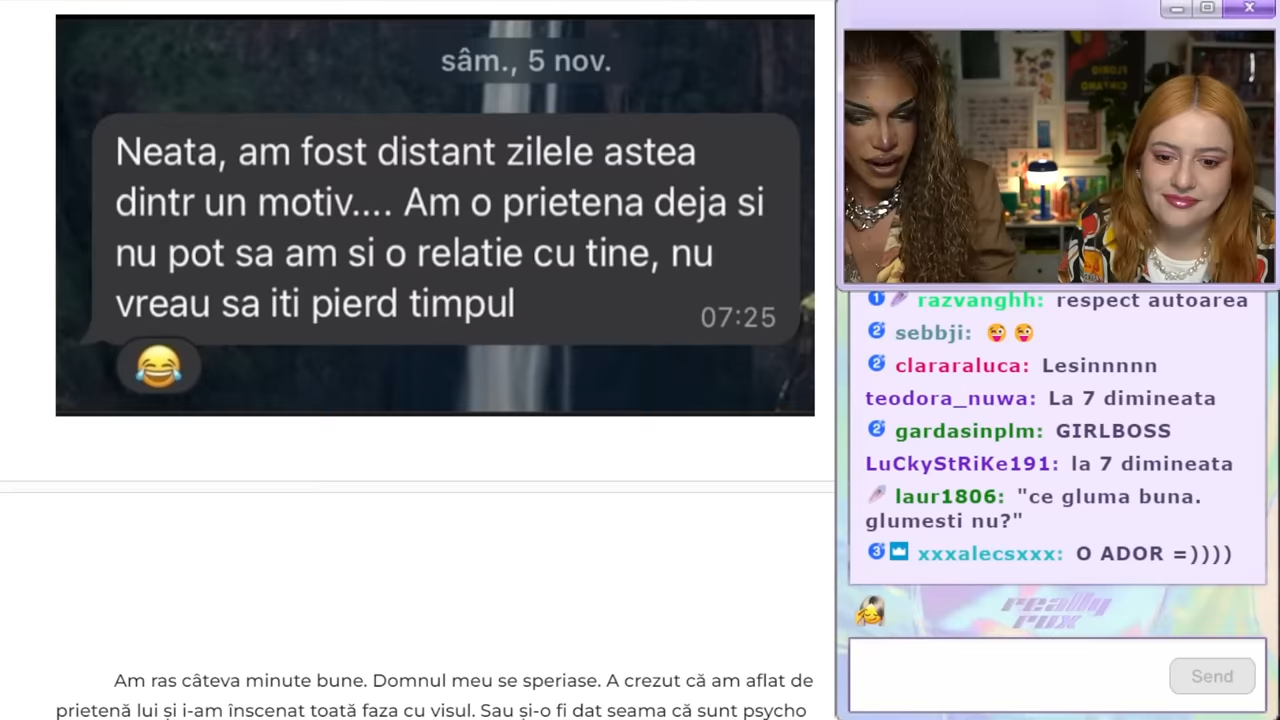 sâm., 5 nov.
Neata, am fost distant zilele astea
dintr un motiv.... Am o prietena deja si
nu pot sa am si o relatie cu tine, nu
vreau sa iti pierd timpul
07:25
Am ras câteva minute bune. Domnul meu se speriase. A crezut că am aflat de
prietenă lui și i-am înscenat toată faza cu visul. Sau și-o fi dat seama că sunt psycho
razvanghh: respect autoarea
sebbji: 😜 😜
clararaluca: Lesinnnnn
teodora_nuwa: La 7 dimineata
gardasinplm: GIRLBOSS
LuCkyStRiKe191: la 7 dimineata
laur1806: "ce gluma buna.
glumesti nu?"
xxxalecsxxx: O ADOR =))))
really
rux
Send